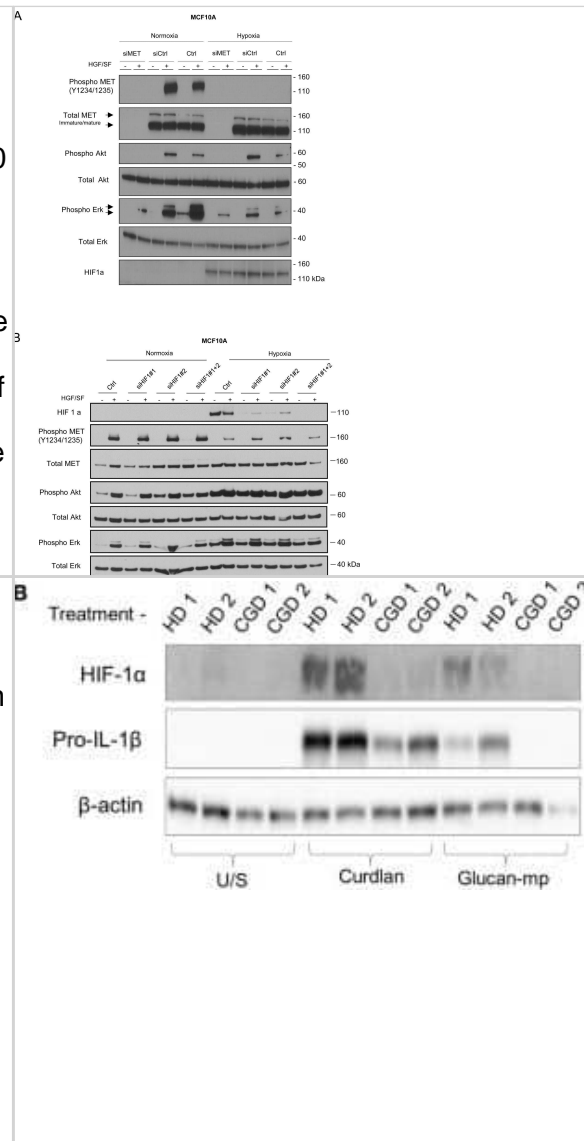 A
MCF10A
Normoxia Hypoxia
siMET siCtrl Ctrl siMET siCtrl Ctrl
HGF/SF - + - + - + - + - + - +
Phospho MET
(Y1234/1235)
- 160
- 110
Total MET
Immature/mature
- 160
- 110
Phospho Akt
- 60
- 50
Total Akt
- 60
Phospho Erk
- 40
Total Erk
- 40
HIF1a
- 160
- 110 kDa
B
MCF10A
Normoxia Hypoxia
Ctrl siHIF1#1 siHIF1#2 siHIF1#1+2 Ctrl siHIF1#1 siHIF1#2 siHIF1#1+2
HGF/SF - + - + - + - + - + - + - + - +
HIF 1 a
-110
Phospho MET
(Y1234/1235)
-160
Total MET
-160
Phospho Akt
- 60
Total Akt
- 60
Phospho Erk
- 40
Total Erk
- 40 kDa
B
Treatment - HD 1 HD 2 CGD 1 CGD 2 HD 1 HD 2 CGD 1 CGD 2 HD 1 HD 2 CGD 1 CGD 2
HIF-1α
Pro-IL-1β
β-actin
U/S Curdlan Glucan-mp